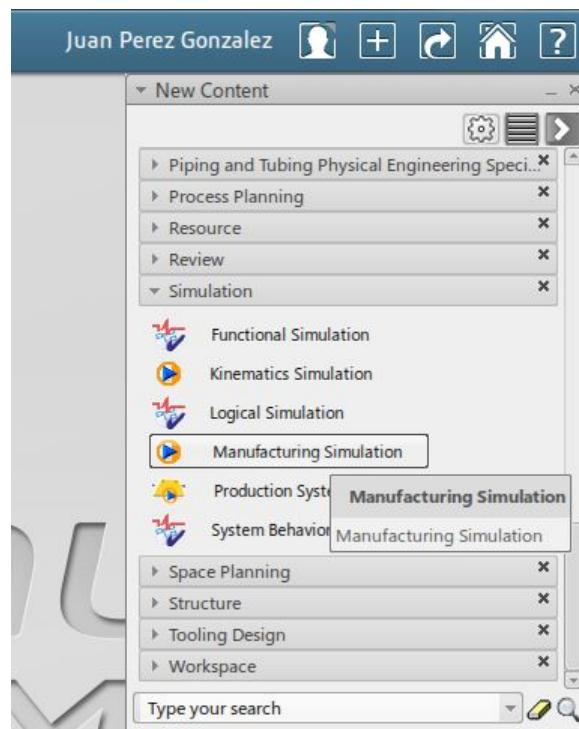 Juan Perez Gonzalez
New Content
Piping and Tubing Physical Engineering Speci...
Process Planning
Resource
Review
Simulation
Functional Simulation
Kinematics Simulation
Logical Simulation
Manufacturing Simulation
Production Syste
Manufacturing Simulation
System Behavior
Manufacturing Simulation
Space Planning
Structure
Tooling Design
Workspace
Type your search